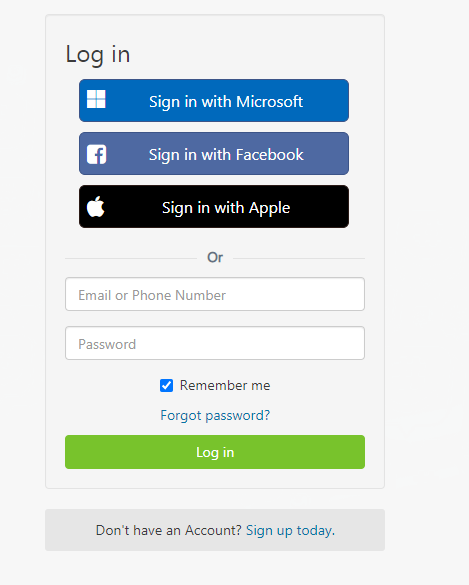 Log in
Sign in with Microsoft
Sign in with Facebook
Sign in with Apple
Or
Email or Phone Number
Password
Remember me
Forgot password?
Log in
Don't have an Account? Sign up today.